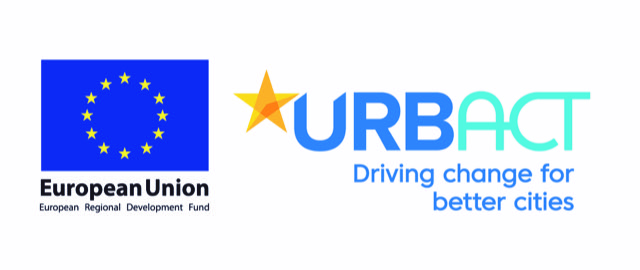 European Union
European Regional Development Fund
URBACT
Driving change for
better cities